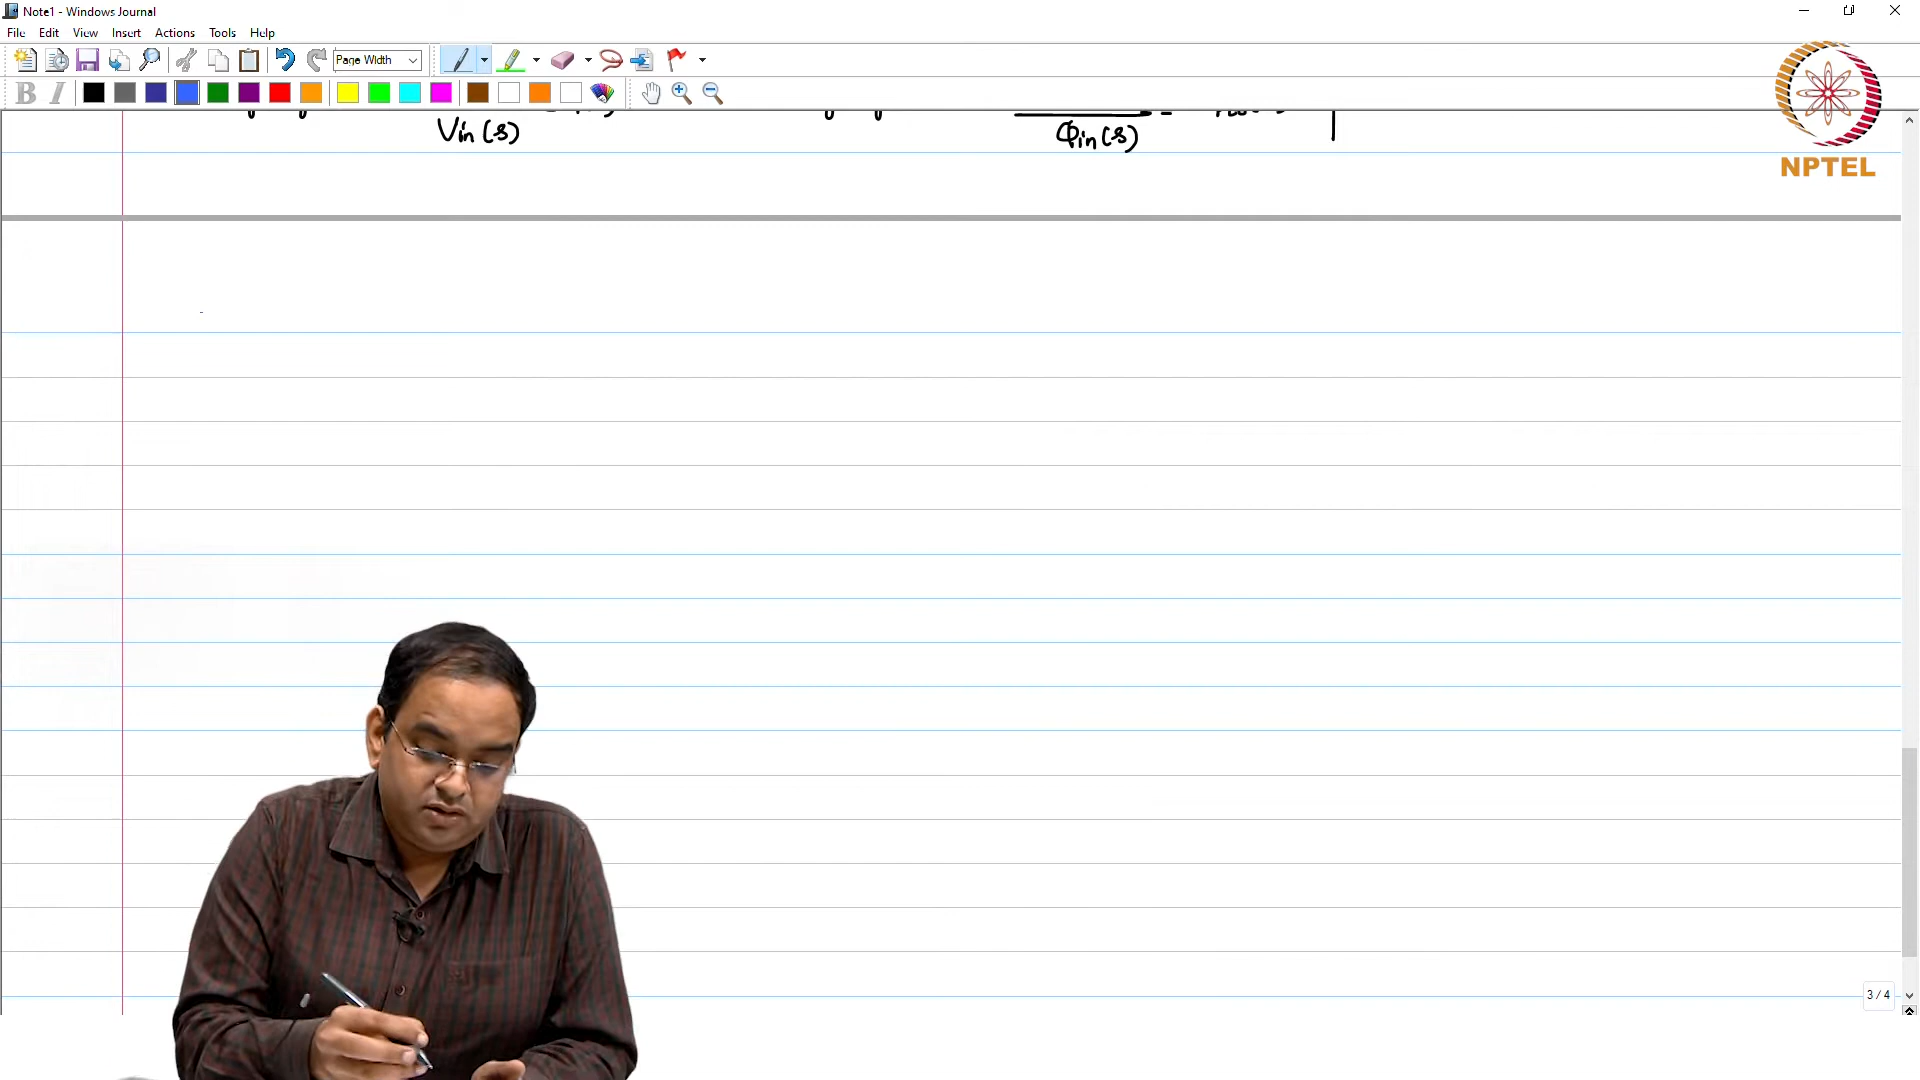 Note1 - Windows Journal
File Edit View Insert Actions Tools Help
Page Width
B I
Vin(s)
Φin(s)
NPTEL
3 / 4